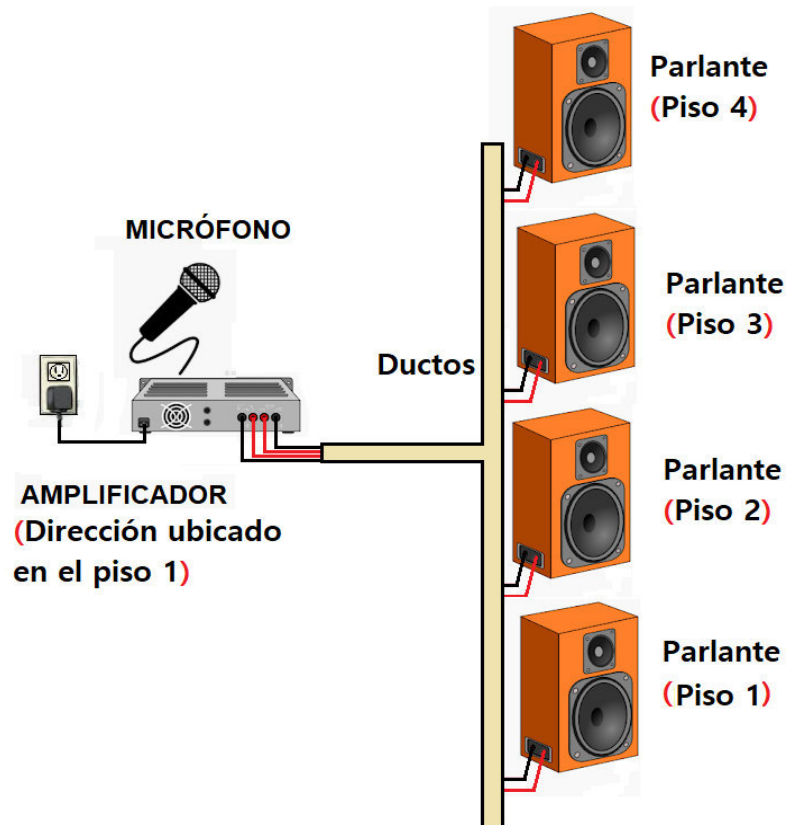 Parlante
(Piso 4)
MICRÓFONO
Parlante
(Piso 3)
Ductos
AMPLIFICADOR
(Dirección ubicado
en el piso 1)
Parlante
(Piso 2)
Parlante
(Piso 1)